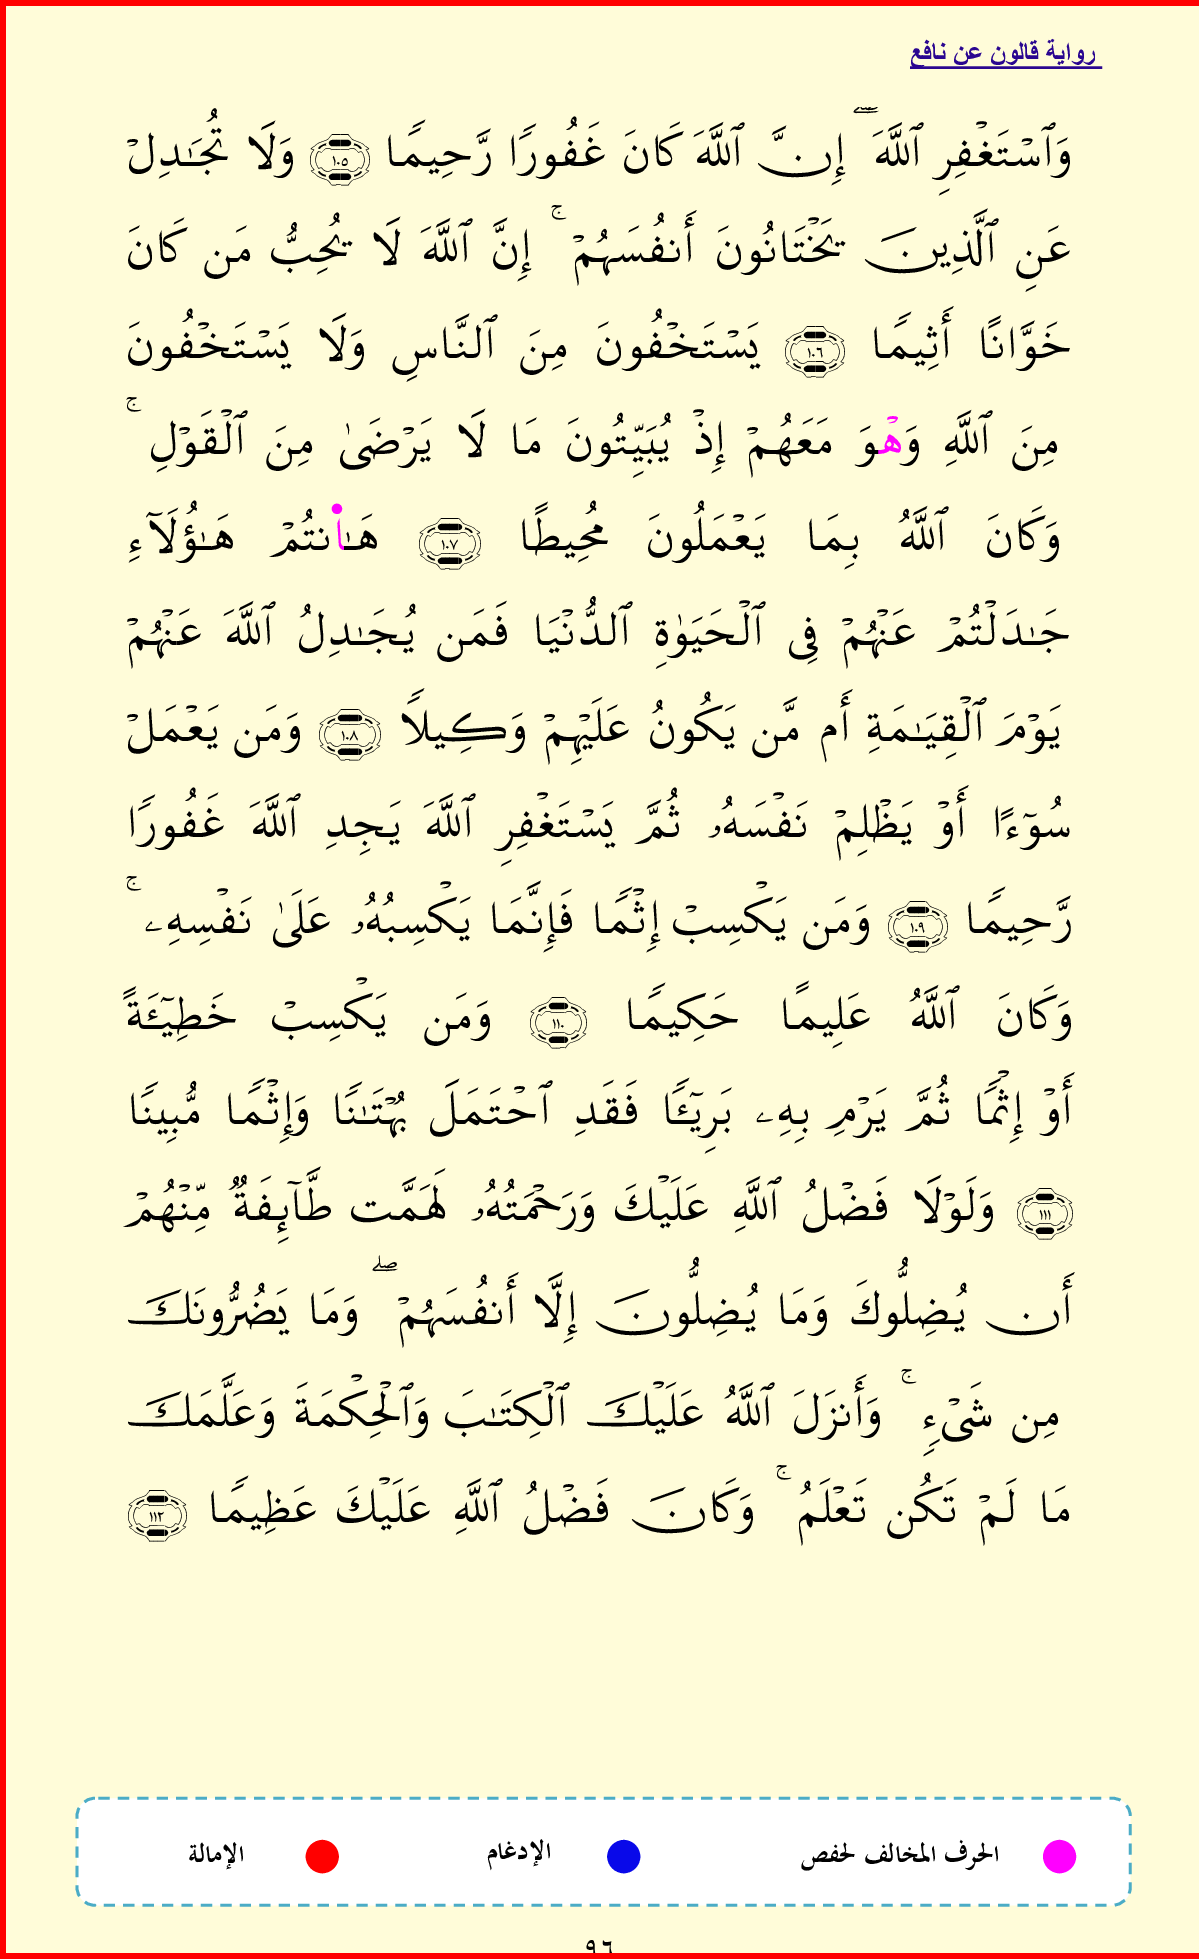 رواية قالون عن نافع
وَٱسْتَغْفِرِ ٱللَّهَ ۖ إِنَّ ٱللَّهَ كَانَ غَفُورًا رَّحِيمًا ١٠٥ وَلَا تُجَـٰدِلْ
عَنِ ٱلَّذِينَ يَخْتَانُونَ أَنفُسَهُمْ ۚ إِنَّ ٱللَّهَ لَا يُحِبُّ مَن كَانَ
خَوَّانًا أَثِيمًا ١٠٦ يَسْتَخْفُونَ مِنَ ٱلنَّاسِ وَلَا يَسْتَخْفُونَ
مِنَ ٱللَّهِ وَهْوَ مَعَهُمْ إِذْ يُبَيِّتُونَ مَا لَا يَرْضَىٰ مِنَ ٱلْقَوْلِ ۚ
وَكَانَ ٱللَّهُ بِمَا يَعْمَلُونَ مُحِيطًا ١٠٧ هَـٰانتُمْ هَـٰؤُلَآءِ
جَـٰدَلْتُمْ عَنْهُمْ فِى ٱلْحَيَوٰةِ ٱلدُّنْيَا فَمَن يُجَـٰدِلُ ٱللَّهَ عَنْهُمْ
يَوْمَ ٱلْقِيَـٰمَةِ أَم مَّن يَكُونُ عَلَيْهِمْ وَكِيلًا ١٠٨ وَمَن يَعْمَلْ
سُوٓءًا أَوْ يَظْلِمْ نَفْسَهُۥ ثُمَّ يَسْتَغْفِرِ ٱللَّهَ يَجِدِ ٱللَّهَ غَفُورًا
رَّحِيمًا ١٠٩ وَمَن يَكْسِبْ إِثْمًا فَإِنَّمَا يَكْسِبُهُۥ عَلَىٰ نَفْسِهِۦ ۚ
وَكَانَ ٱللَّهُ عَلِيمًا حَكِيمًا ١١٠ وَمَن يَكْسِبْ خَطِيٓـَٔةً
أَوْ إِثْمًا ثُمَّ يَرْمِ بِهِۦ بَرِيٓـًٔا فَقَدِ ٱحْتَمَلَ بُهْتَـٰنًا وَإِثْمًا مُّبِينًا
١١١ وَلَوْلَا فَضْلُ ٱللَّهِ عَلَيْكَ وَرَحْمَتُهُۥ لَهَمَّت طَّآئِفَةٌ مِّنْهُمْ
أَن يُضِلُّوكَ وَمَا يُضِلُّونَ إِلَّا أَنفُسَهُمْ ۖ وَمَا يَضُرُّونَكَ
مِن شَىْءٍ ۚ وَأَنزَلَ ٱللَّهُ عَلَيْكَ ٱلْكِتَـٰبَ وَٱلْحِكْمَةَ وَعَلَّمَكَ
مَا لَمْ تَكُن تَعْلَمُ ۚ وَكَانَ فَضْلُ ٱللَّهِ عَلَيْكَ عَظِيمًا ١١٢
الحرف المخالف لحفص الإدغام الإمالة
٩٦